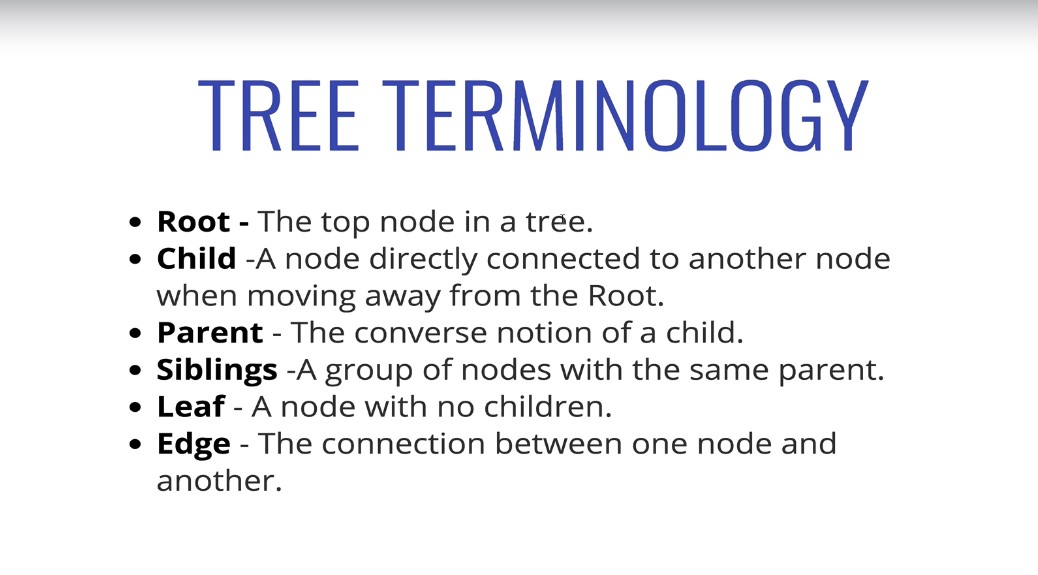 TREE TERMINOLOGY
• Root - The top node in a tree.
• Child -A node directly connected to another node
when moving away from the Root.
• Parent - The converse notion of a child.
• Siblings -A group of nodes with the same parent.
• Leaf - A node with no children.
• Edge - The connection between one node and
another.